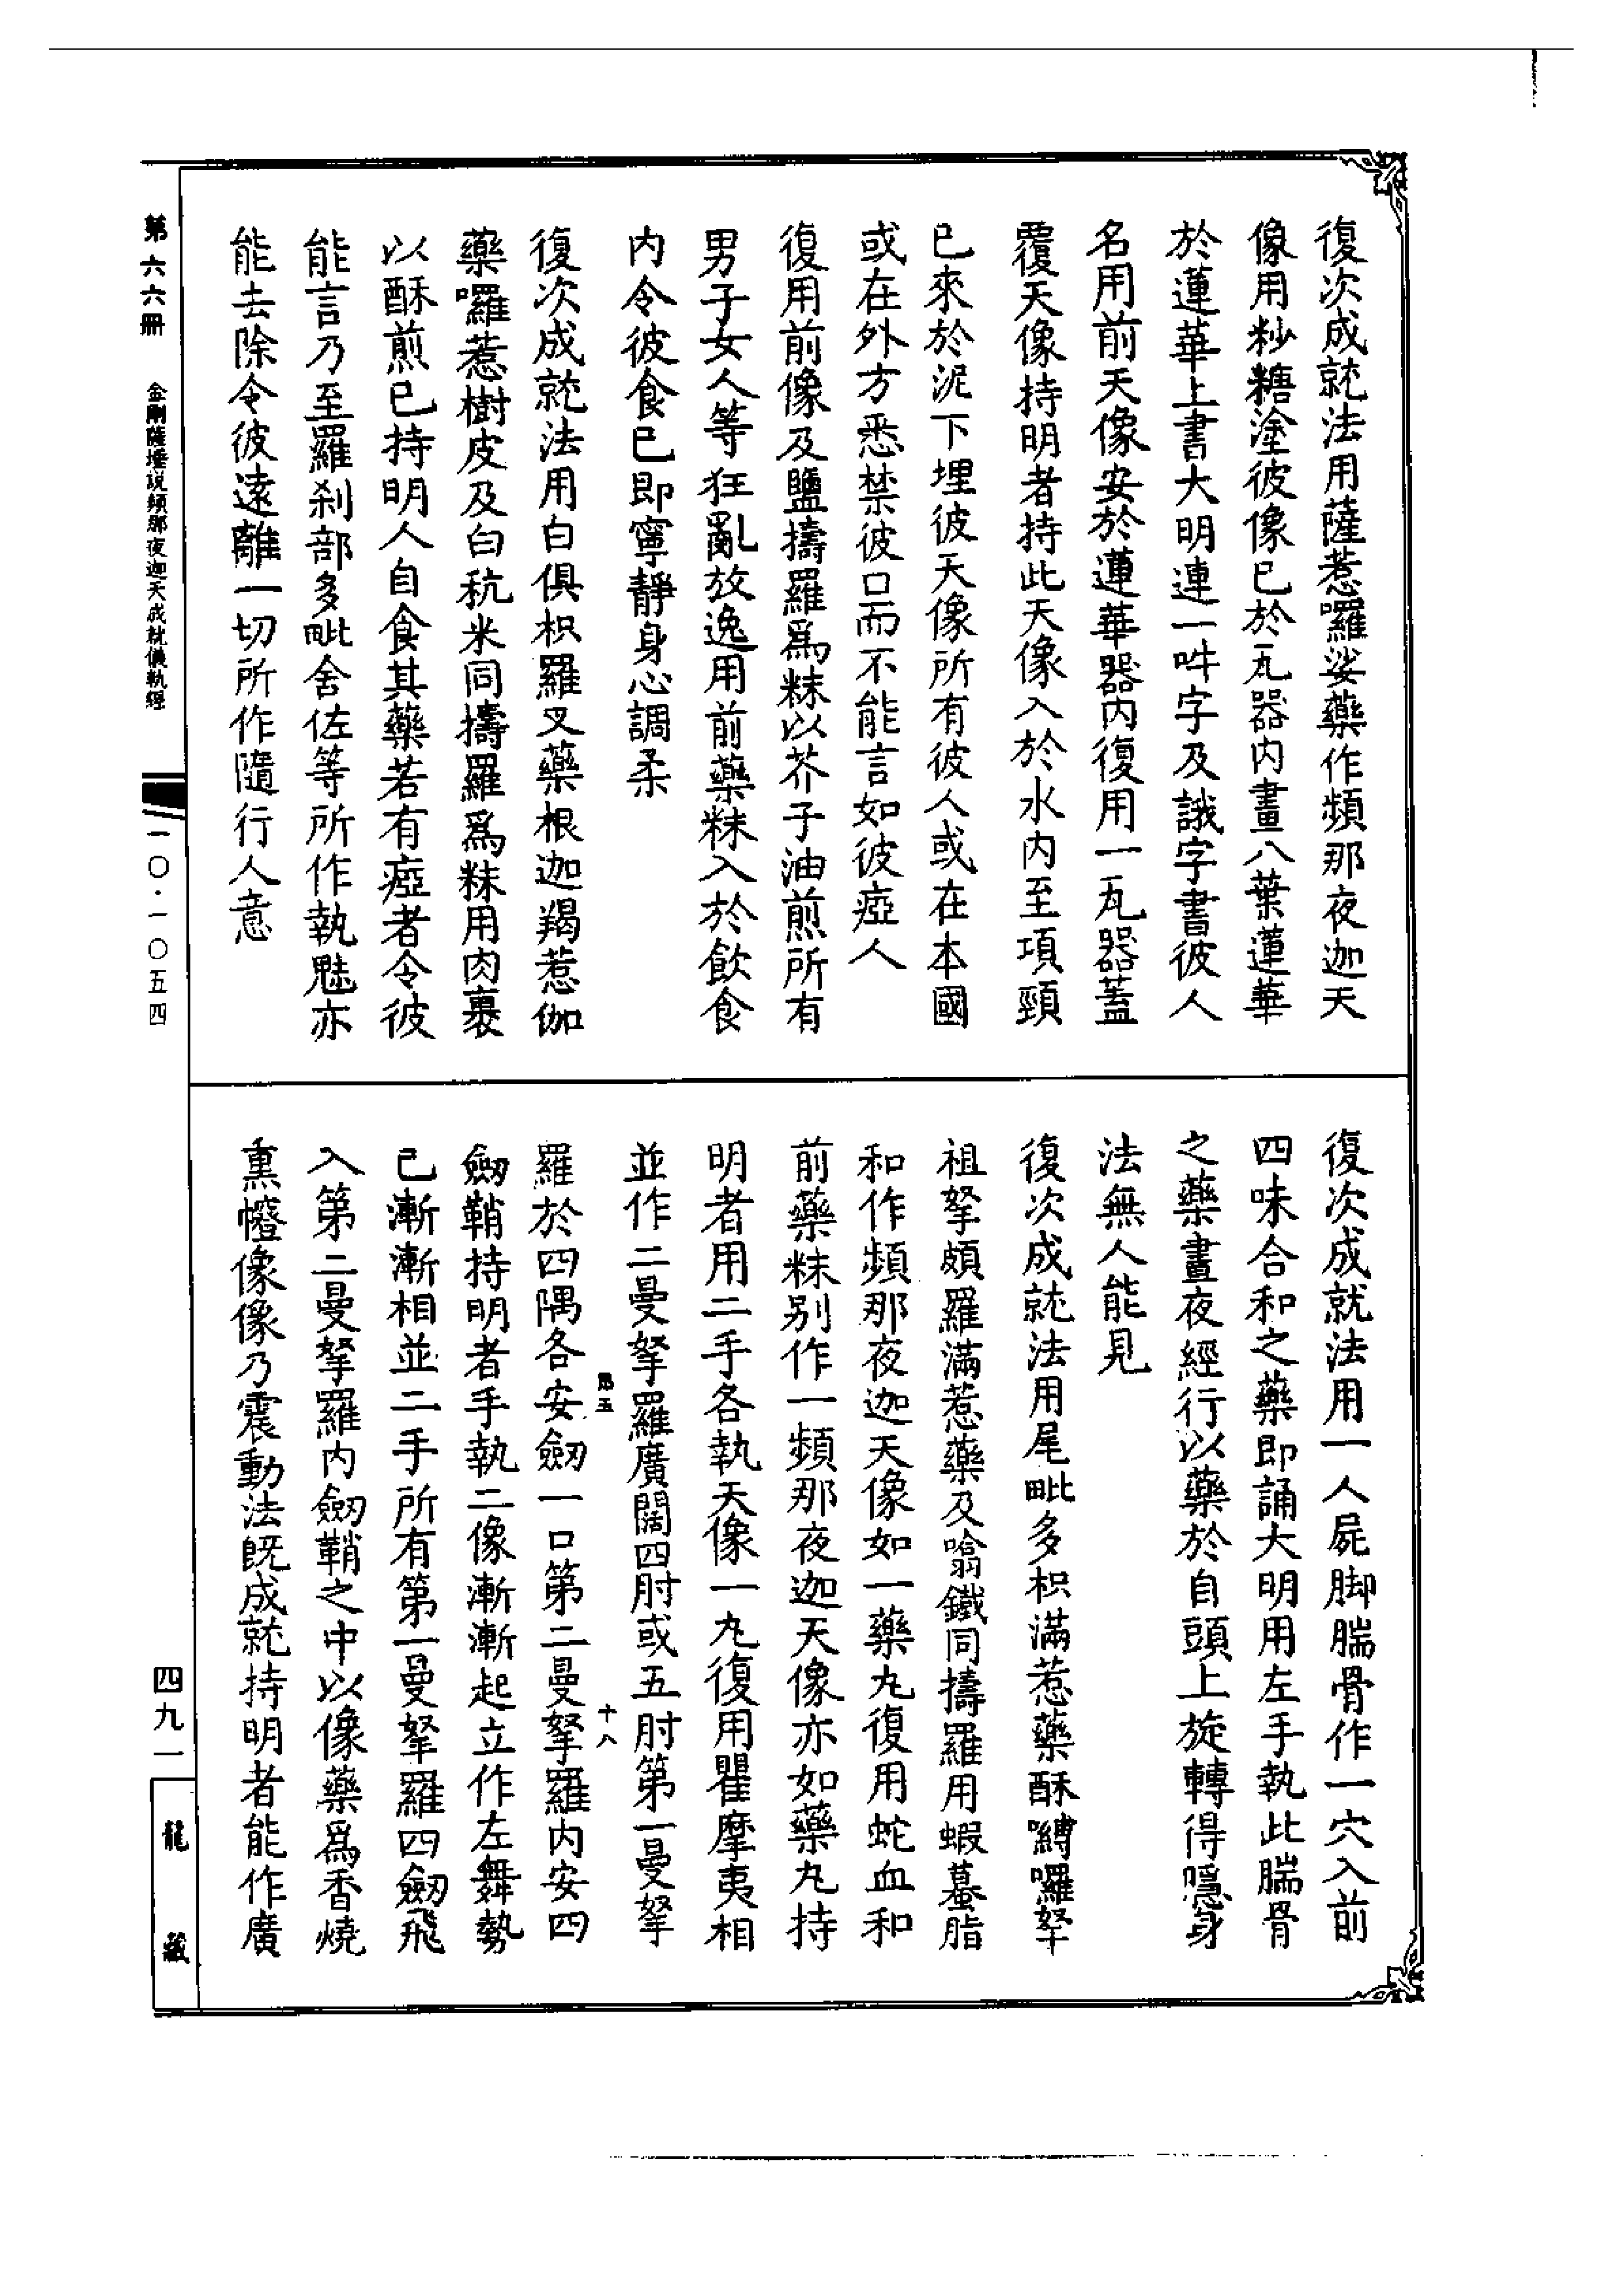 復次成就法用薩惹囉娑藥作頻那夜迦天
像用粆糖塗彼像已於一瓦器内畫八葉蓮華
於蓮華上書大明連一吽字及誐字書彼人
名用前天像安於蓮華器内復用一瓦器蓋
覆天像持明者持此天像入於水内至項頸
已來於泥下埋彼天像所有彼人或在本國
或在外方悉禁彼口而不能言如彼瘂人
復用前像及鹽擣羅爲粖以芥子油煎所有
男子女人等狂亂放逸用前藥粖入於飲食
内令彼食已即寧靜身心調柔
復次成就法用白俱枳羅叉藥根迦羯惹伽
藥囉惹樹皮及白秔米同擣羅爲粖用肉裹
以酥煎已持明人自食其藥若有瘂者令彼
能言乃至羅刹部多毗舍佐等所作執魅亦
能去除令彼遠離一切所作隨行人意
復次成就法用一人屍脚腨骨作一穴入前
四味合和之藥即誦大明用左手執此腨骨
之藥晝夜經行以藥於自頭上旋轉得隱身
法無人能見
復次成就法用尾毗多枳滿惹藥酥嚩囉拏
祖拏頗羅滿惹藥及噏鐵同擣羅用蝦蟇脂
和作頻那夜迦天像如一藥丸復用蛇血和
前藥粖别作一頻那夜迦天像亦如藥丸持
明者用二手各執天像一丸復用瞿摩夷相
並作二曼拏羅廣闊四肘或五肘第一曼拏
羅於四隅各安劒一口第二曼拏羅内安四
劒鞘持明者手執二像漸漸起立作左舞勢
已漸漸相並二手所有第一曼拏羅四劒飛
入第二曼拏羅内劒鞘之中以像藥爲香燒
熏幢像像乃震動法既成就持明者能作廣
第六六册
金剛薩埵説頻那夜迦天成就儀軌經
一〇·一〇五四
四九一
龍藏
十八